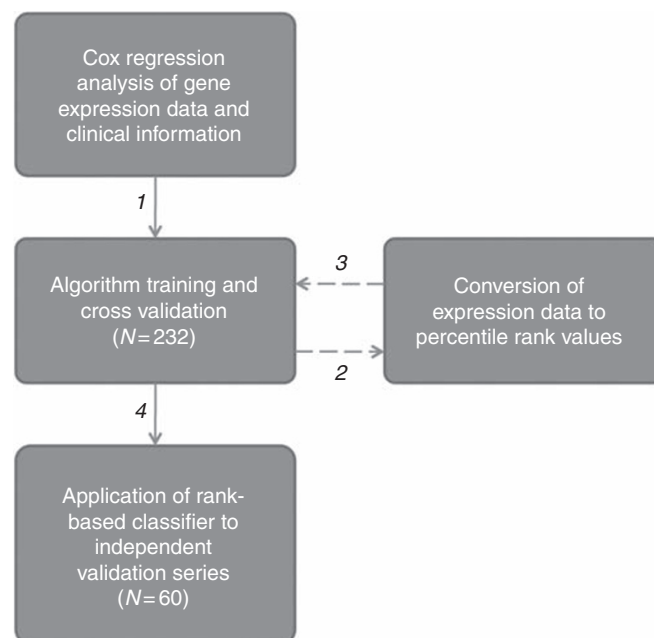 Cox regression
analysis of gene
expression data and
clinical information
1
Algorithm training and
cross validation
(N=232)
3
2
Conversion of
expression data to
percentile rank values
4
Application of rank-
based classifier to
independent
validation series
(N=60)